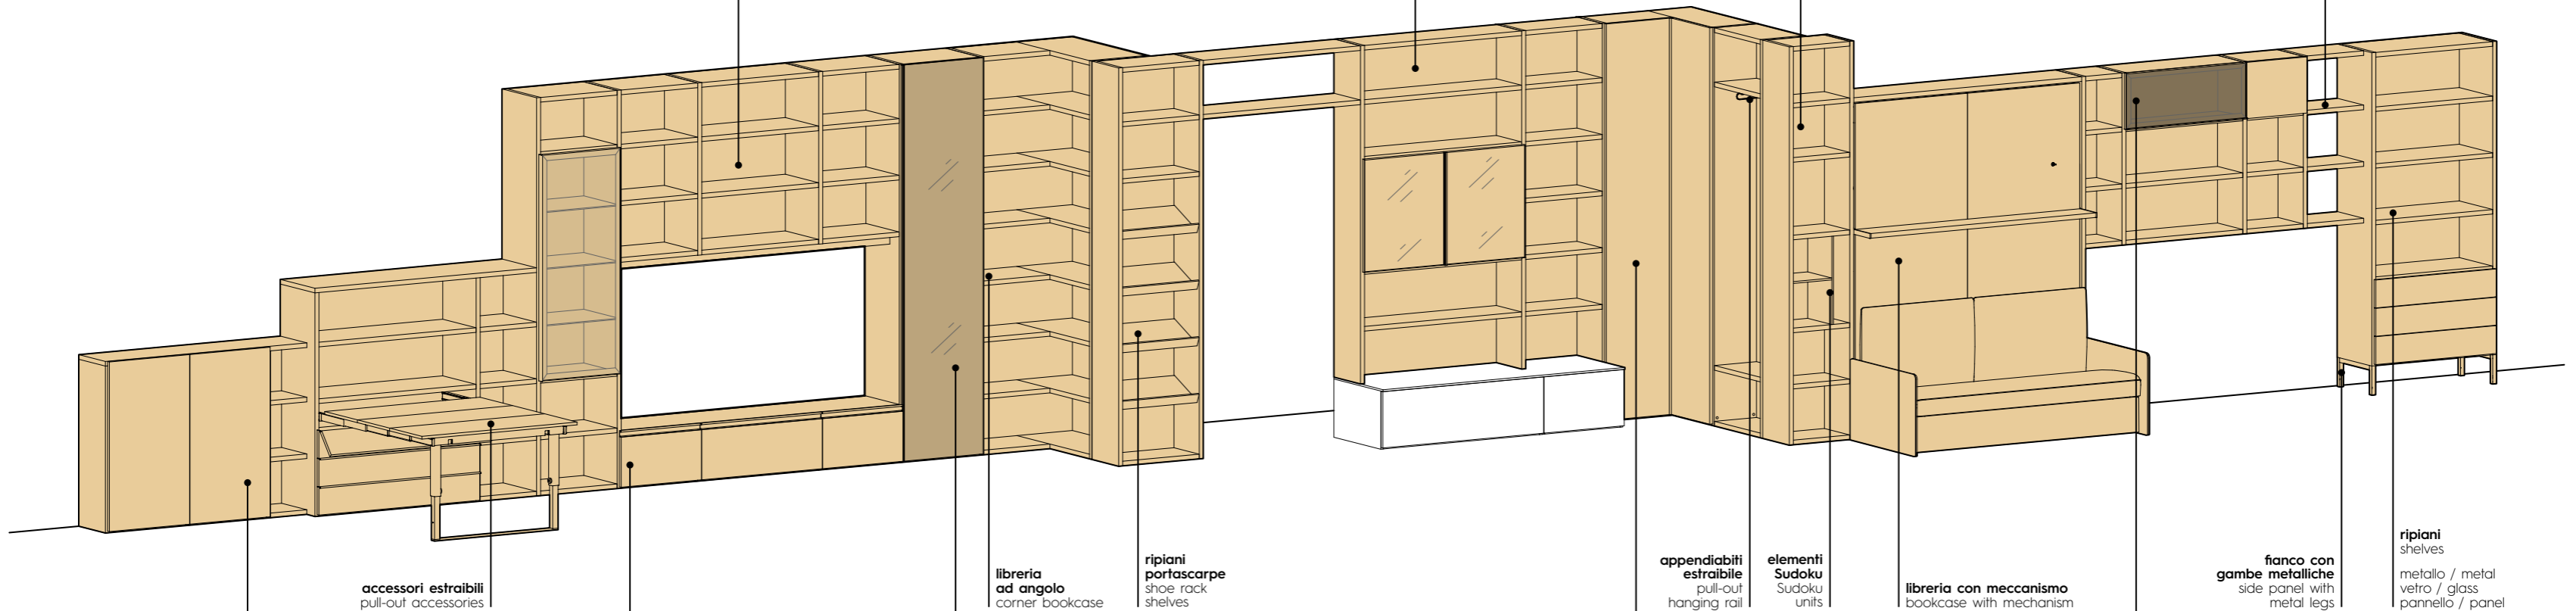 accessori estraibili
pull-out accessories
libreria
ad angolo
corner bookcase
ripiani
portascarpe
shoe rack
shelves
appendiabiti
estraibile
pull-out
hanging rail
elementi
Sudoku
Sudoku
units
libreria con meccanismo
bookcase with mechanism
fianco con
gambe metalliche
side panel with
metal legs
ripiani
shelves
metallo / metal
vetro / glass
pannello / panel